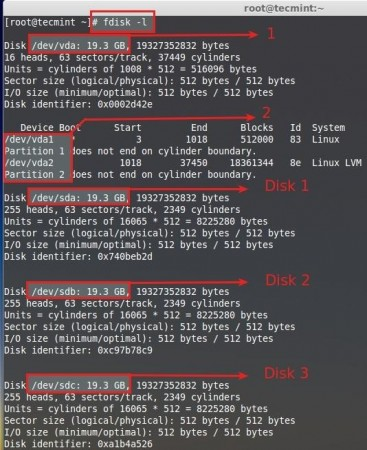 root@tecmint:~
[root@tecmint ~]# fdisk -l
Disk /dev/vda: 19.3 GB, 19327352832 bytes
1
16 heads, 63 sectors/track, 37449 cylinders
Units = cylinders of 1008 * 512 = 516096 bytes
Sector size (logical/physical): 512 bytes / 512 bytes
I/O size (minimum/optimal): 512 bytes / 512 bytes
Disk identifier: 0x0002d42e
2
Device Boot Start End Blocks Id System
/dev/vda1 * 3 1018 512000 83 Linux
Partition 1 does not end on cylinder boundary.
/dev/vda2 1018 37450 18361344 8e Linux LVM
Partition 2 does not end on cylinder boundary.
Disk /dev/sda: 19.3 GB, 19327352832 bytes
Disk 1
255 heads, 63 sectors/track, 2349 cylinders
Units = cylinders of 16065 * 512 = 8225280 bytes
Sector size (logical/physical): 512 bytes / 512 bytes
I/O size (minimum/optimal): 512 bytes / 512 bytes
Disk identifier: 0x740beb2d
Disk 2
Disk /dev/sdb: 19.3 GB, 19327352832 bytes
255 heads, 63 sectors/track, 2349 cylinders
Units = cylinders of 16065 * 512 = 8225280 bytes
Sector size (logical/physical): 512 bytes / 512 bytes
I/O size (minimum/optimal): 512 bytes / 512 bytes
Disk identifier: 0xc97b78c9
Disk 3
Disk /dev/sdc: 19.3 GB, 19327352832 bytes
255 heads, 63 sectors/track, 2349 cylinders
Units = cylinders of 16065 * 512 = 8225280 bytes
Sector size (logical/physical): 512 bytes / 512 bytes
I/O size (minimum/optimal): 512 bytes / 512 bytes
Disk identifier: 0xa1b4a526